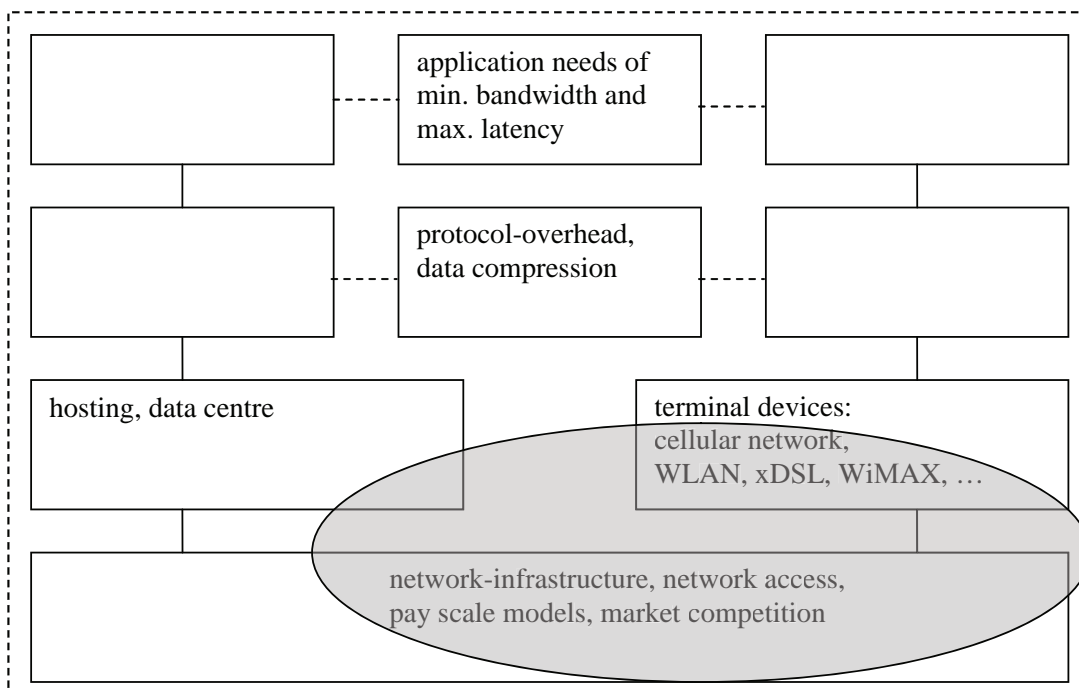 application needs of
min. bandwidth and
max. latency
protocol-overhead,
data compression
hosting, data centre
terminal devices:
cellular network,
WLAN, xDSL, WiMAX, …
network-infrastructure, network access,
pay scale models, market competition